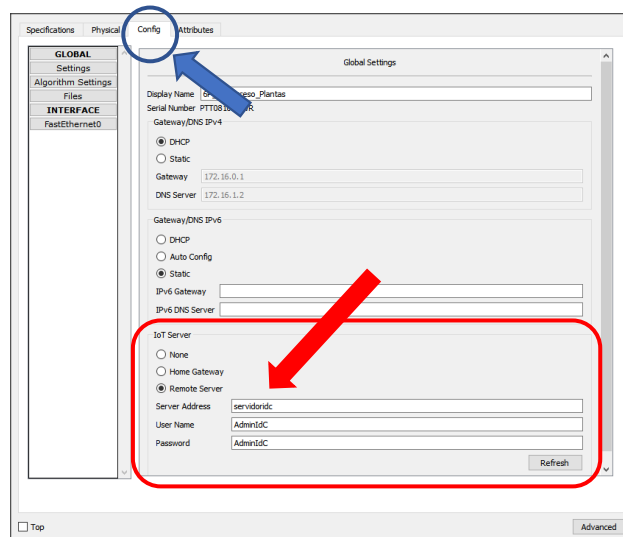 Specifications Physical Config Attributes
GLOBAL
Settings
Algorithm Settings
Files
INTERFACE
FastEthernet0
Global Settings
Display Name
Serial Number
Gateway/DNS IPv4
DHCP
Static
Gateway 172.16.0.1
DNS Server 172.16.1.2
Gateway/DNS IPv6
DHCP
Auto Config
Static
IPv6 Gateway
IPv6 DNS Server
IoT Server
None
Home Gateway
Remote Server
Server Address servidoridc
User Name AdminIdC
Password AdminIdC
Refresh
Top Advanced